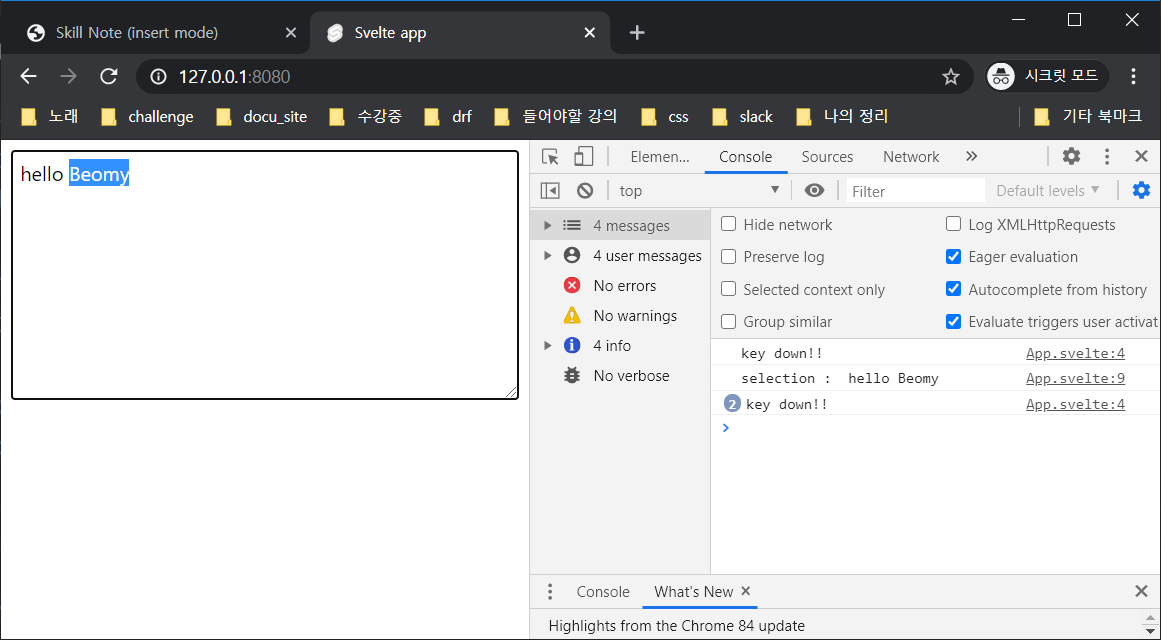 Skill Note (insert mode)
Svelte app
127.0.0.1:8080
시크릿 모드
노래 challenge docu_site 수강중 drf 들어야할 강의 css slack 나의 정리 기타 북마크
hello Beomy
Elemen... Console Sources Network
top Filter Default levels
4 messages
4 user messages
No errors
No warnings
4 info
No verbose
Hide network Log XMLHttpRequests
Preserve log Eager evaluation
Selected context only Autocomplete from history
Group similar Evaluate triggers user activat
key down!! App.svelte:4
selection : hello Beomy App.svelte:9
2 key down!! App.svelte:4
Console What's New
Highlights from the Chrome 84 update